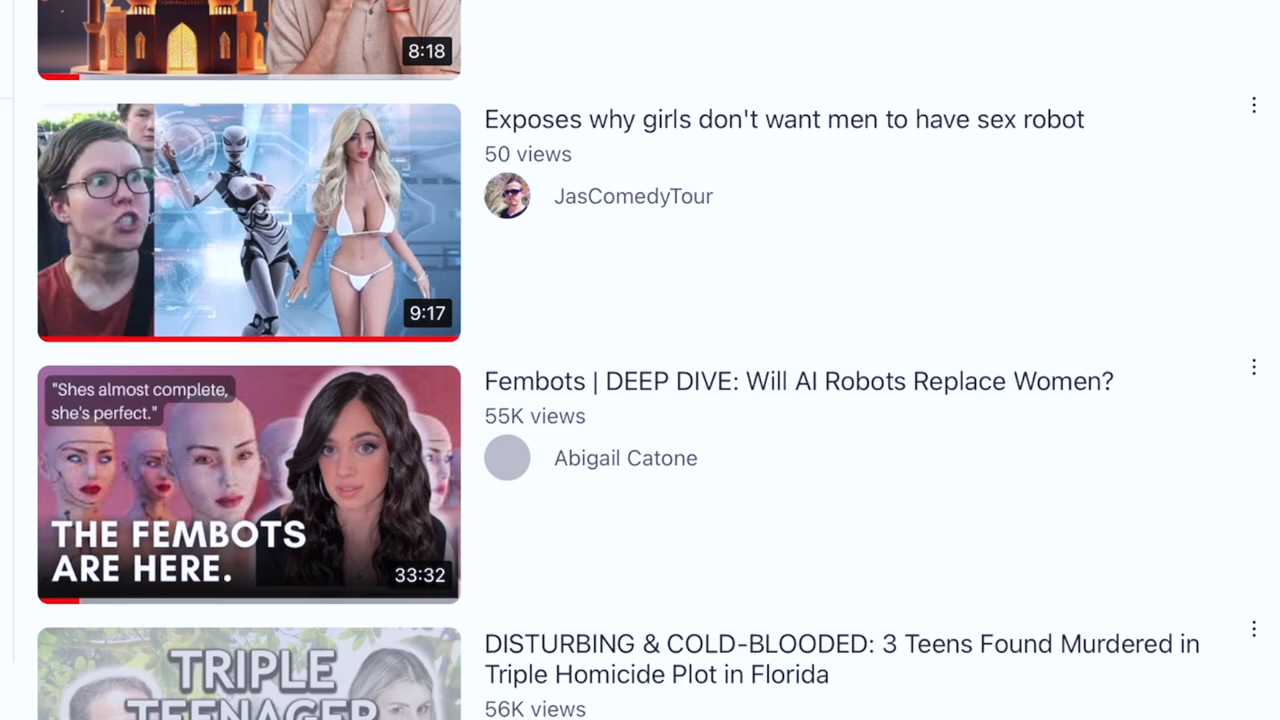 8:18
Exposes why girls don't want men to have sex robot
50 views
JasComedyTour
9:17
"Shes almost complete,
she's perfect."
THE FEMBOTS
ARE HERE.
33:32
Fembots | DEEP DIVE: Will AI Robots Replace Women?
55K views
Abigail Catone
TRIPLE
TEENAGER
DISTURBING & COLD-BLOODED: 3 Teens Found Murdered in
Triple Homicide Plot in Florida
56K views